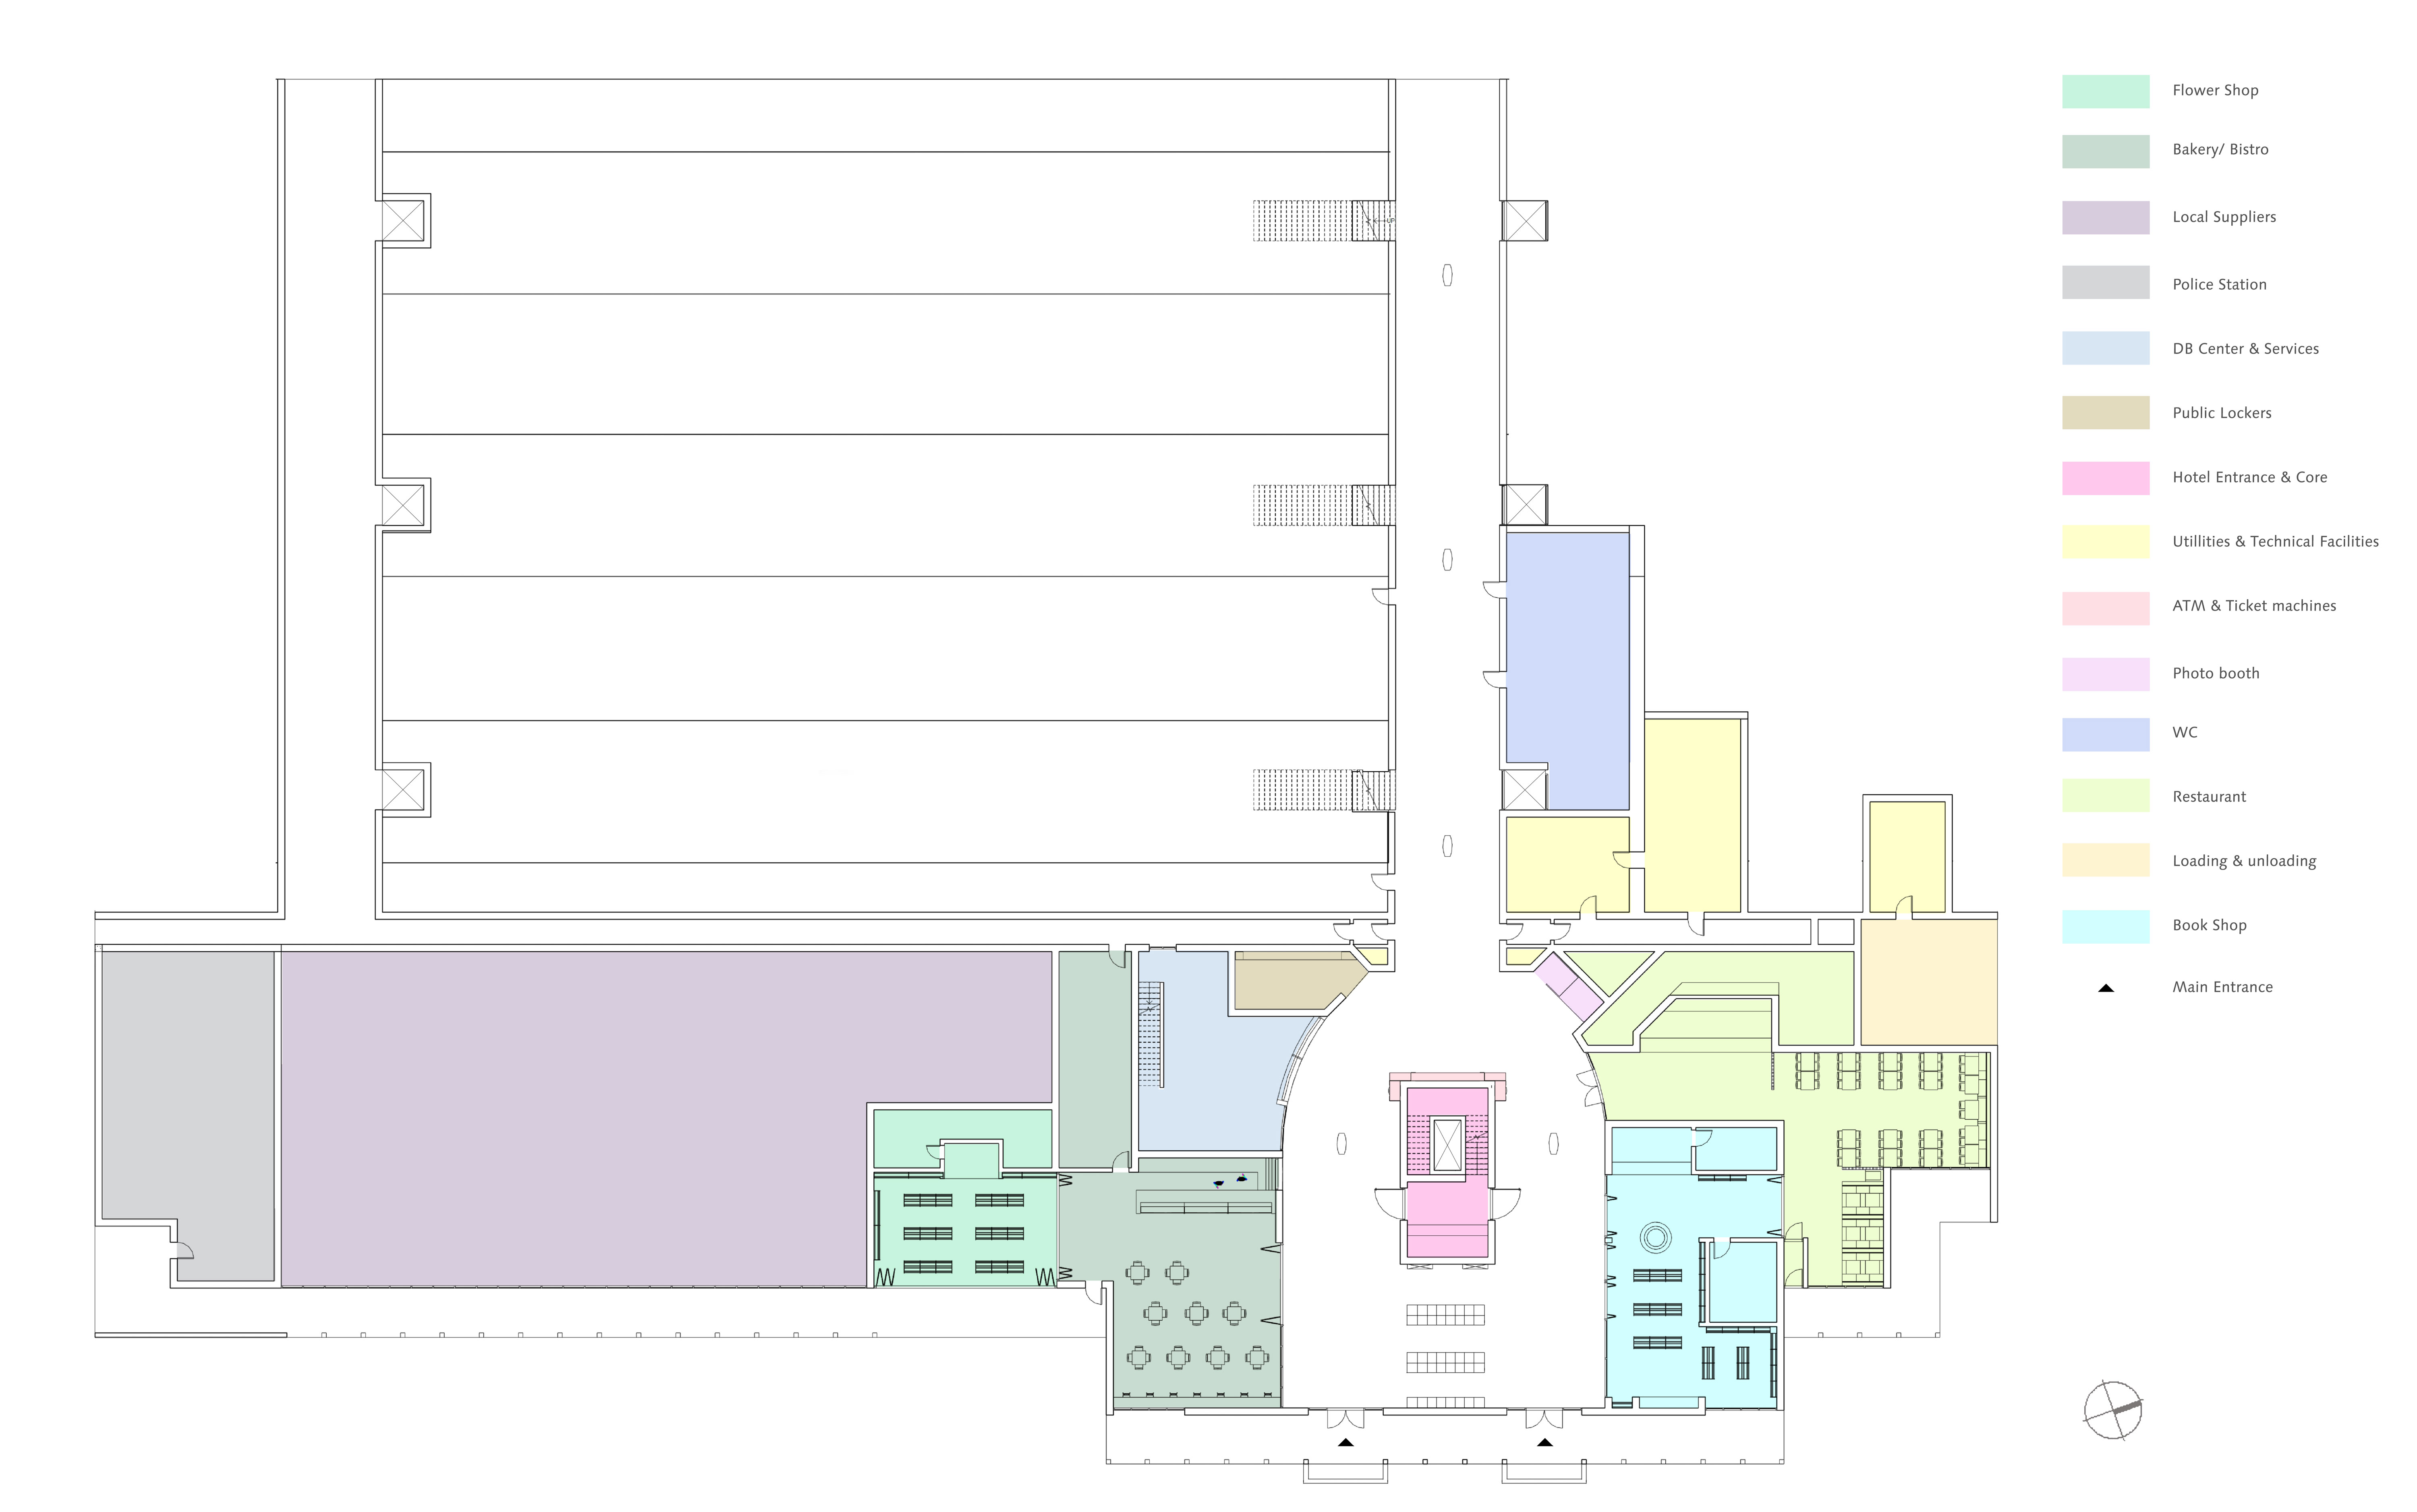 Flower Shop
Bakery/ Bistro
Local Suppliers
UP
Police Station
DB Center & Services
Public Lockers
Hotel Entrance & Core
Utillities & Technical Facilities
ATM & Ticket machines
Photo booth
WC
Restaurant
Loading & unloading
Book Shop
Main Entrance